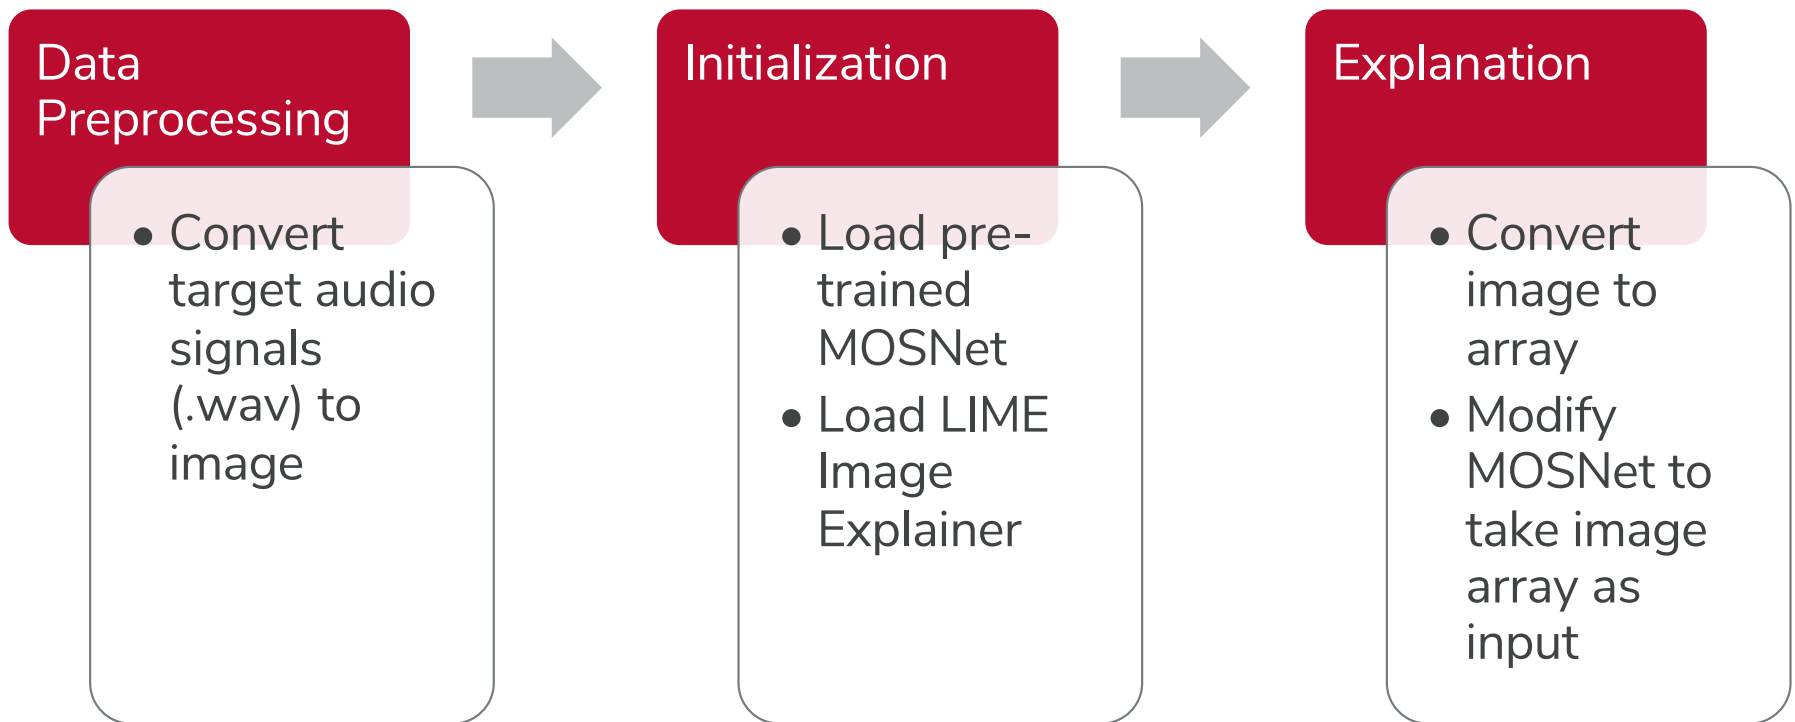 Data
Preprocessing
• Convert
target audio
signals
(.wav) to
image
Initialization
• Load pre-
trained
MOSNet
• Load LIME
Image
Explainer
Explanation
• Convert
image to
array
• Modify
MOSNet to
take image
array as
input